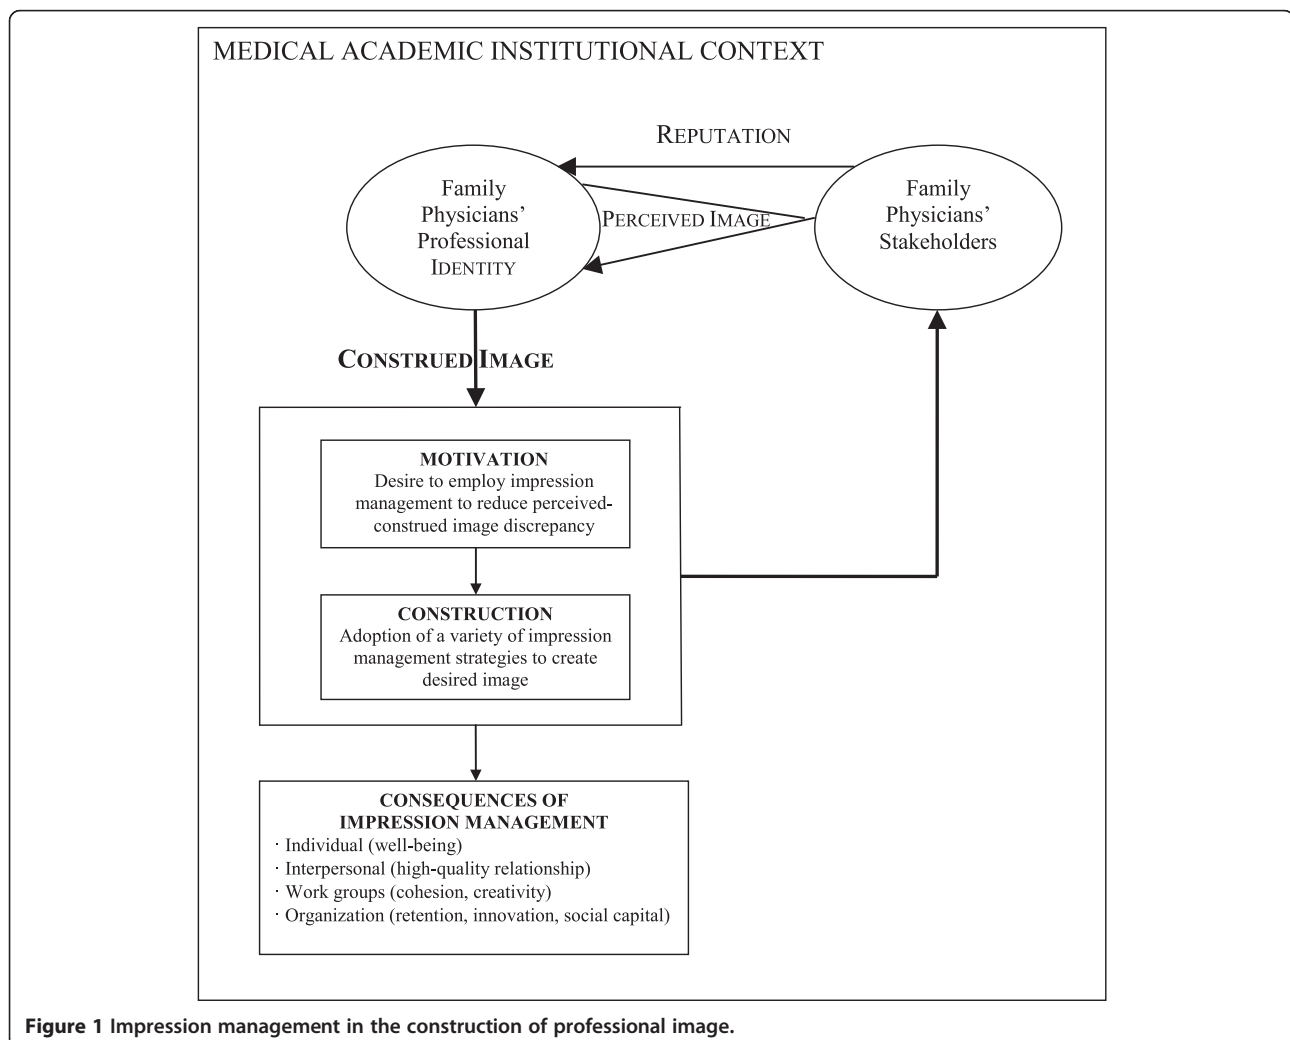 MEDICAL ACADEMIC INSTITUTIONAL CONTEXT
REPUTATION
Family
Physicians’
Professional
IDENTITY
PERCEIVED IMAGE
Family
Physicians’
Stakeholders
CONSTRUED IMAGE
MOTIVATION
Desire to employ impression
management to reduce perceived-
construed image discrepancy
CONSTRUCTION
Adoption of a variety of impression
management strategies to create
desired image
CONSEQUENCES OF
IMPRESSION MANAGEMENT
· Individual (well-being)
· Interpersonal (high-quality relationship)
· Work groups (cohesion, creativity)
· Organization (retention, innovation, social capital)
Figure 1 Impression management in the construction of professional image.